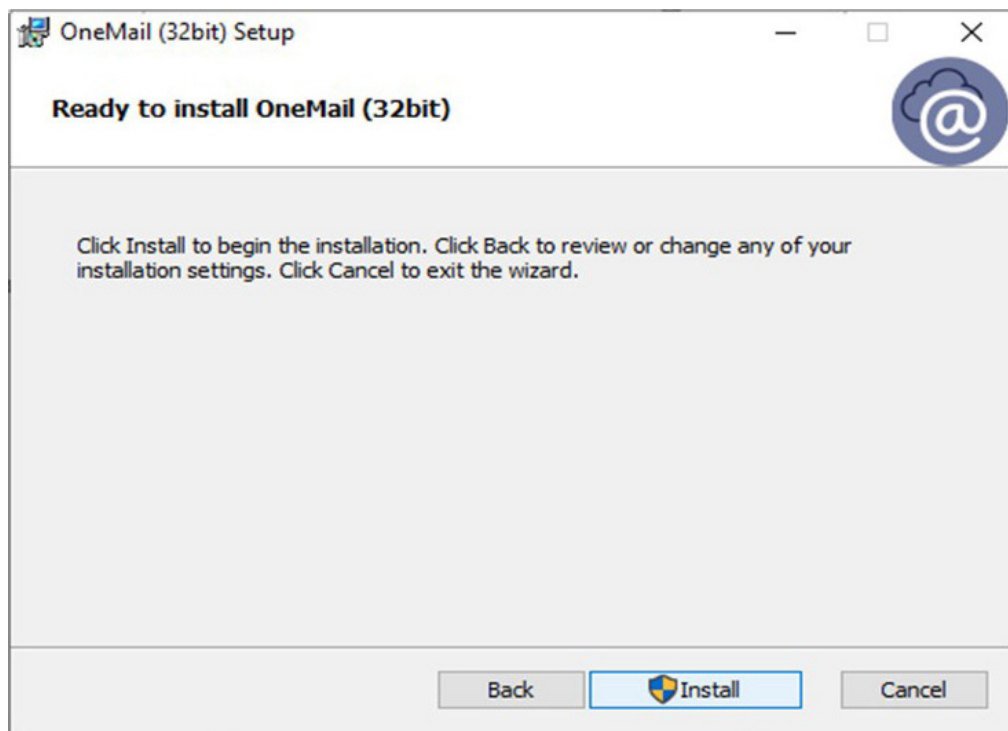 OneMail (32bit) Setup
Ready to install OneMail (32bit)
@
Click Install to begin the installation. Click Back to review or change any of your
installation settings. Click Cancel to exit the wizard.
Back
Install
Cancel